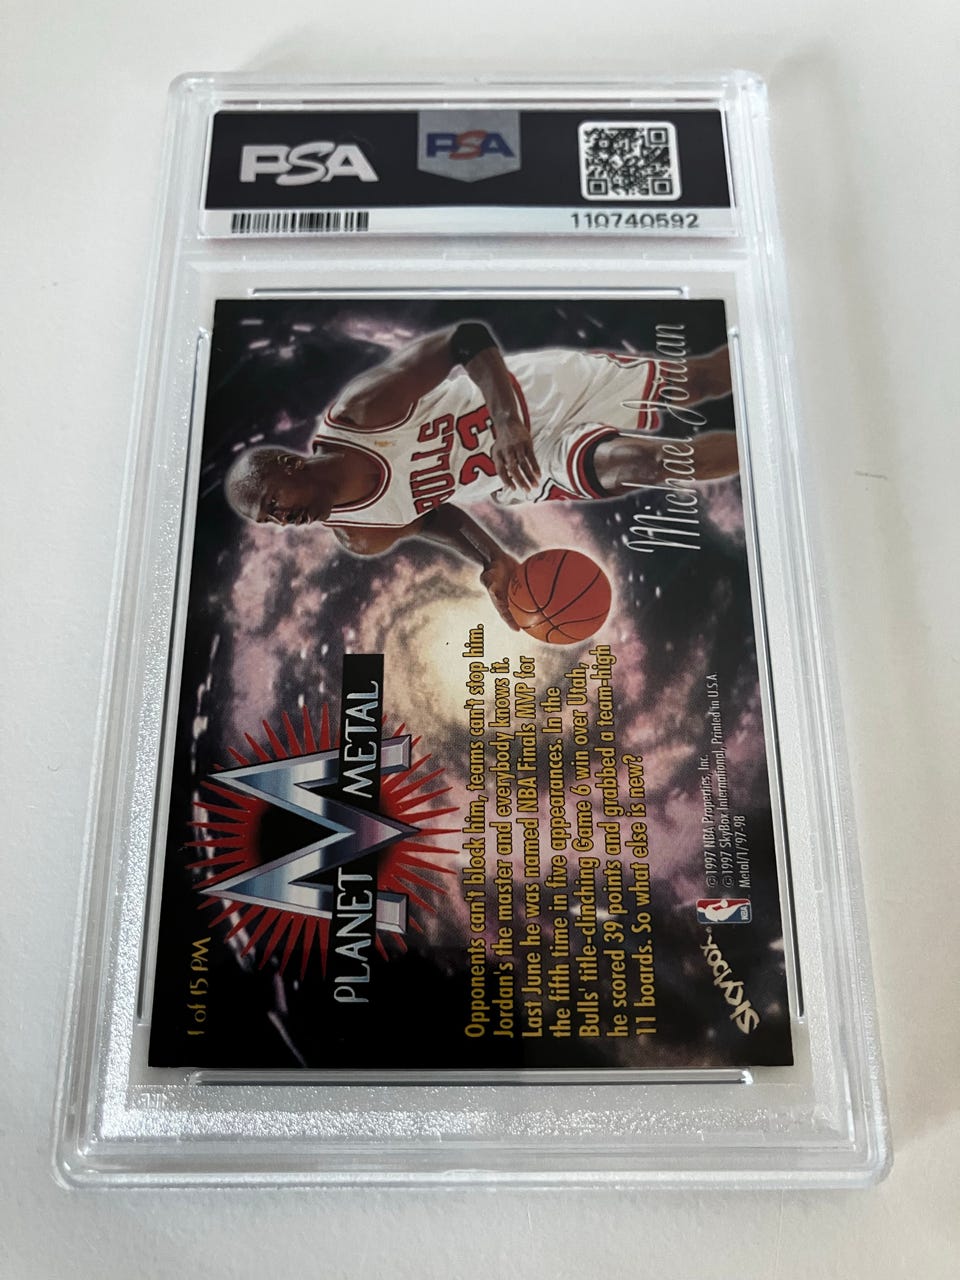 PSA
PSA
110740592
BULLS
23
Michael Jordan
1 of 15 PM
PLANET METAL
Opponents can't block him, teams can't stop him.
Jordan's the master and everybody knows it.
Last June he was named NBA Finals MVP for
the fifth time in five appearances. In the
Bulls' title-clinching Game 6 win over Utah,
he scored 39 points and grabbed a team-high
11 boards. So what else is new?
SkyBox®
NBA
©1997 NBA Properties, Inc.
©1997 SkyBox International, Printed in U.S.A
Metal/1/97-98